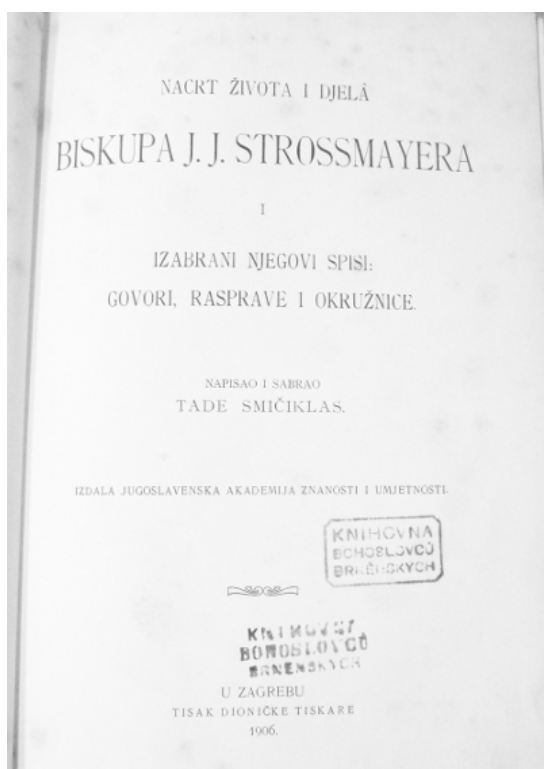 NACRT ŽIVOTA I DJELÂ
BISKUPA J. J. STROSSMAYERA
I
IZABRANI NJEGOVI SPISI:
GOVORI, RASPRAVE I OKRUŽNICE.
NAPISAO I SABRAO
TADE SMIČIKLAS.
IZDALA JUGOSLAVENSKA AKADEMIJA ZNANOSTI I UMJETNOSTI.
KNIHOVNA
BOHOSLOVCŮ
BRNĚNSKYCH
BOHOSLOVCŮ
U ZAGREBU
TISAK DIONIČKE TISKARE
1906.